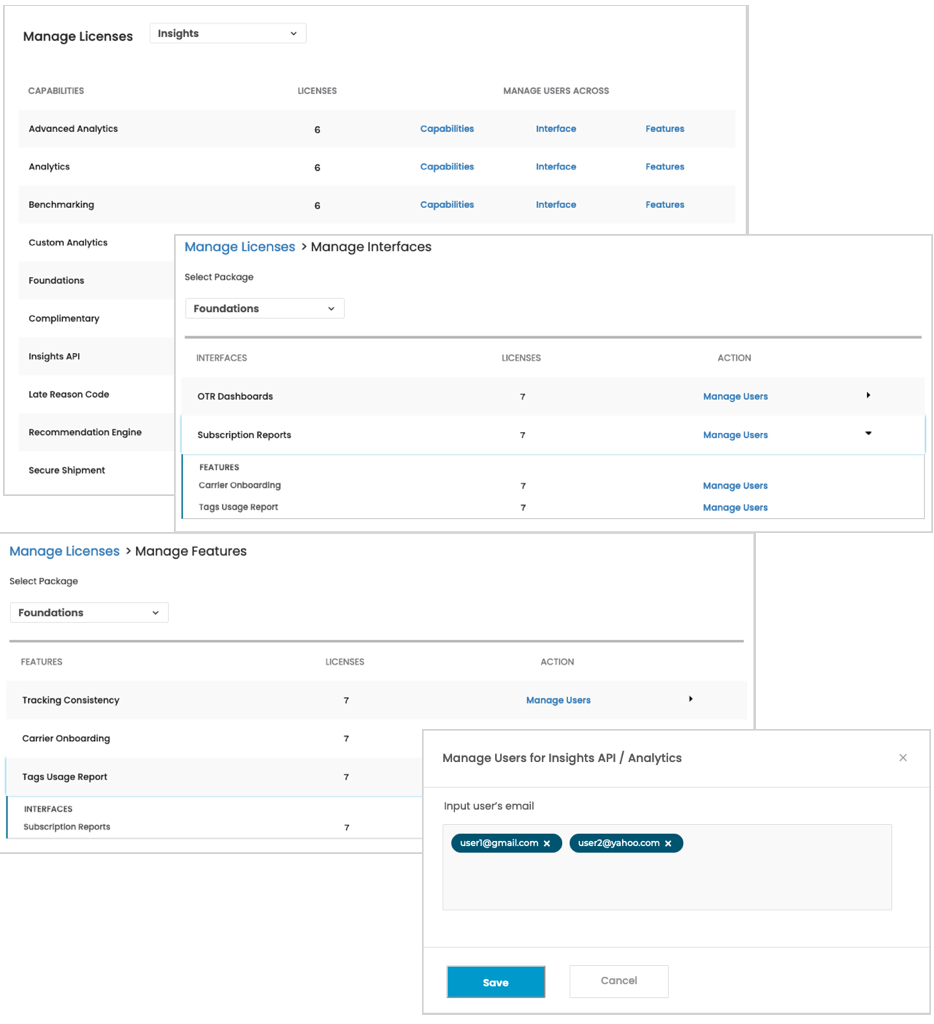 Manage Licenses Insights
CAPABILITIES LICENSES MANAGE USERS ACROSS
Advanced Analytics 6 Capabilities Interface Features
Analytics 6 Capabilities Interface Features
Benchmarking 6 Capabilities Interface Features
Custom Analytics
Foundations
Complimentary
Insights API
Late Reason Code
Recommendation Engine
Secure Shipment
Manage Licenses > Manage Interfaces
Select Package
Foundations
INTERFACES LICENSES ACTION
OTR Dashboards 7 Manage Users
Subscription Reports 7 Manage Users
FEATURES
Carrier Onboarding 7 Manage Users
Tags Usage Report 7 Manage Users
Manage Licenses > Manage Features
Select Package
Foundations
FEATURES LICENSES ACTION
Tracking Consistency 7 Manage Users
Carrier Onboarding 7
Tags Usage Report 7
INTERFACES
Subscription Reports 7
Manage Users for Insights API / Analytics
Input user's email
user1@gmail.com user2@yahoo.com
Save Cancel